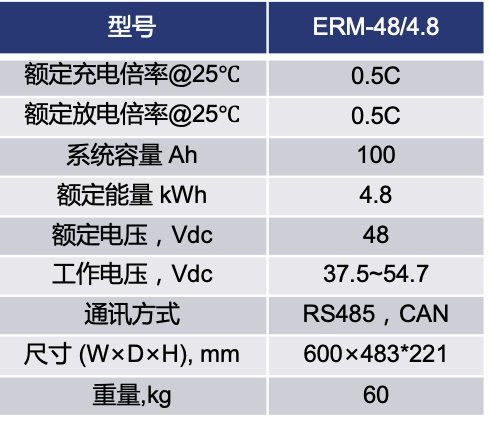 型号 ERM-48/4.8
额定充电倍率@25℃ 0.5C
额定放电倍率@25℃ 0.5C
系统容量 Ah 100
额定能量 kWh 4.8
额定电压，Vdc 48
工作电压，Vdc 37.5~54.7
通讯方式 RS485，CAN
尺寸 (W×D×H), mm 600×483*221
重量,kg 60